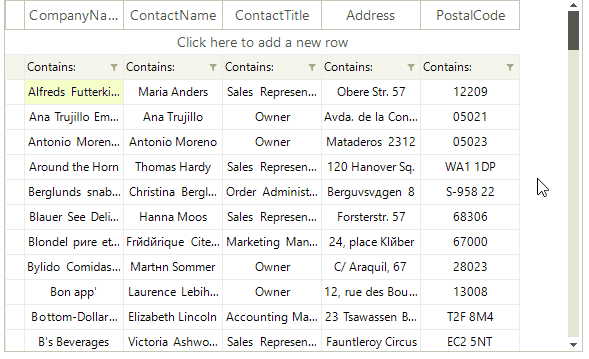 CompanyNa... ContactName ContactTitle Address PostalCode
Click here to add a new row
Contains: Contains: Contains: Contains: Contains:
Alfreds Futterki... Maria Anders Sales Represen... Obere Str. 57 12209
Ana Trujillo Em... Ana Trujillo Owner Avda. de la Con... 05021
Antonio Moren... Antonio Moreno Owner Mataderos 2312 05023
Around the Horn Thomas Hardy Sales Represen... 120 Hanover Sq. WA1 1DP
Berglunds snab... Christina Bergl... Order Administ... Berguvsvдgen 8 S-958 22
Blauer See Deli... Hanna Moos Sales Represen... Forsterstr. 57 68306
Blondel pиre et... Frйdйrique Cite... Marketing Man... 24, place Klйber 67000
Bylido Comidas... Martнn Sommer Owner C/ Araquil, 67 28023
Bon app' Laurence Lebih... Owner 12, rue des Bou... 13008
Bottom-Dollar... Elizabeth Lincoln Accounting Ma... 23 Tsawassen B... T2F 8M4
B's Beverages Victoria Ashwo... Sales Represen... Fauntleroy Circus EC2 5NT